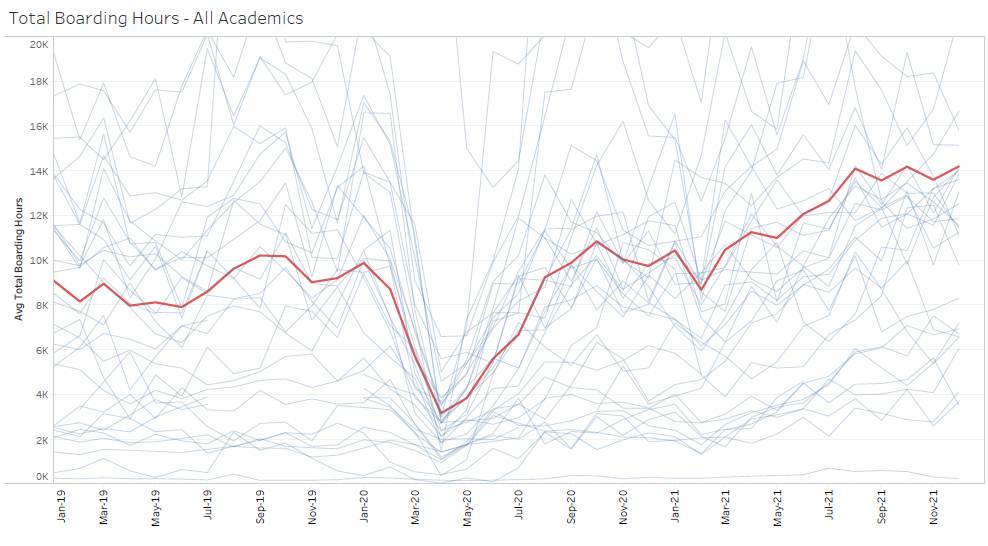 Total Boarding Hours - All Academics
20K
18K
16K
14K
12K
10K
8K
6K
4K
2K
0K
Avg Total Boarding Hours
Jan-19
Mar-19
May-19
Jul-19
Sep-19
Nov-19
Jan-20
Mar-20
May-20
Jul-20
Sep-20
Nov-20
Jan-21
Mar-21
May-21
Jul-21
Sep-21
Nov-21